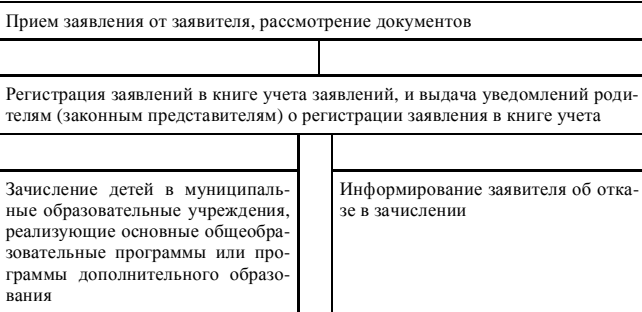 Прием заявления от заявителя, рассмотрение документов
Регистрация заявлений в книге учета заявлений, и выдача уведомлений роди-
телям (законным представителям) о регистрации заявления в книге учета
Зачисление детей в муниципаль-
ные образовательные учреждения,
реализующие основные общеобра-
зовательные программы или про-
граммы дополнительного образо-
вания
Информирование заявителя об отка-
зе в зачислении